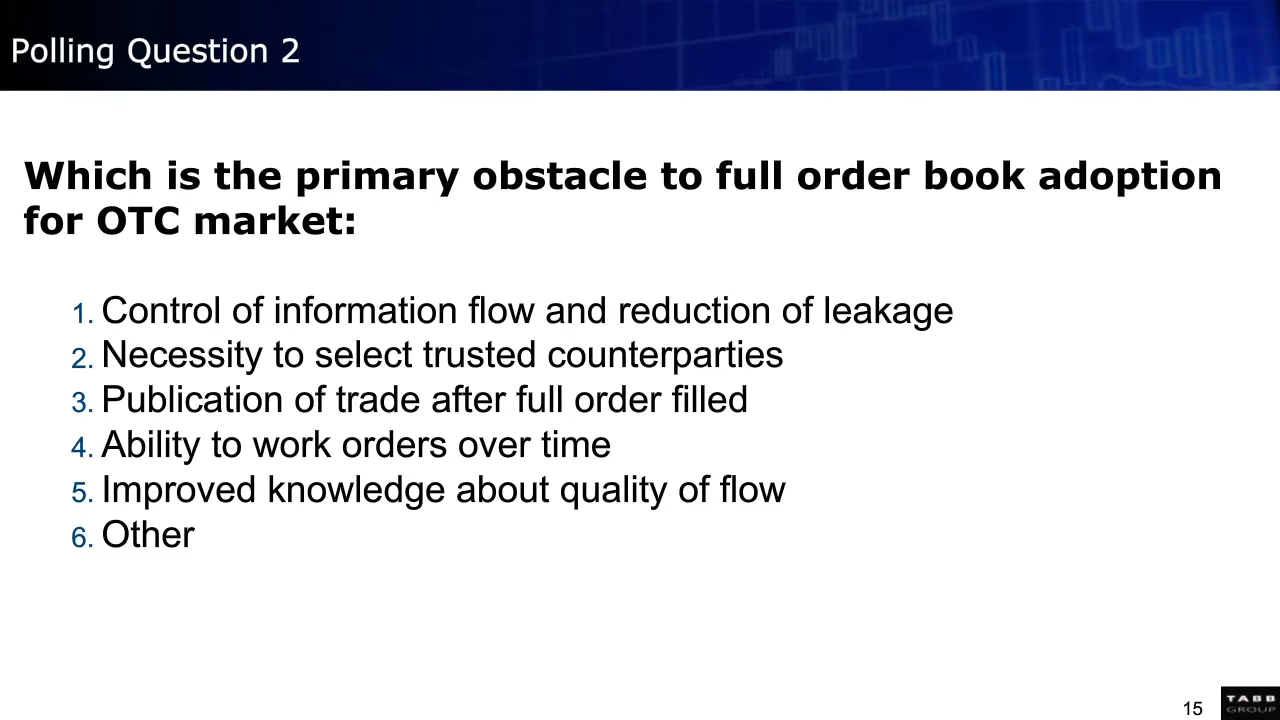 Polling Question 2
Which is the primary obstacle to full order book adoption
for OTC market:
1. Control of information flow and reduction of leakage
2. Necessity to select trusted counterparties
3. Publication of trade after full order filled
4. Ability to work orders over time
5. Improved knowledge about quality of flow
6. Other
15
TABB
GROUP